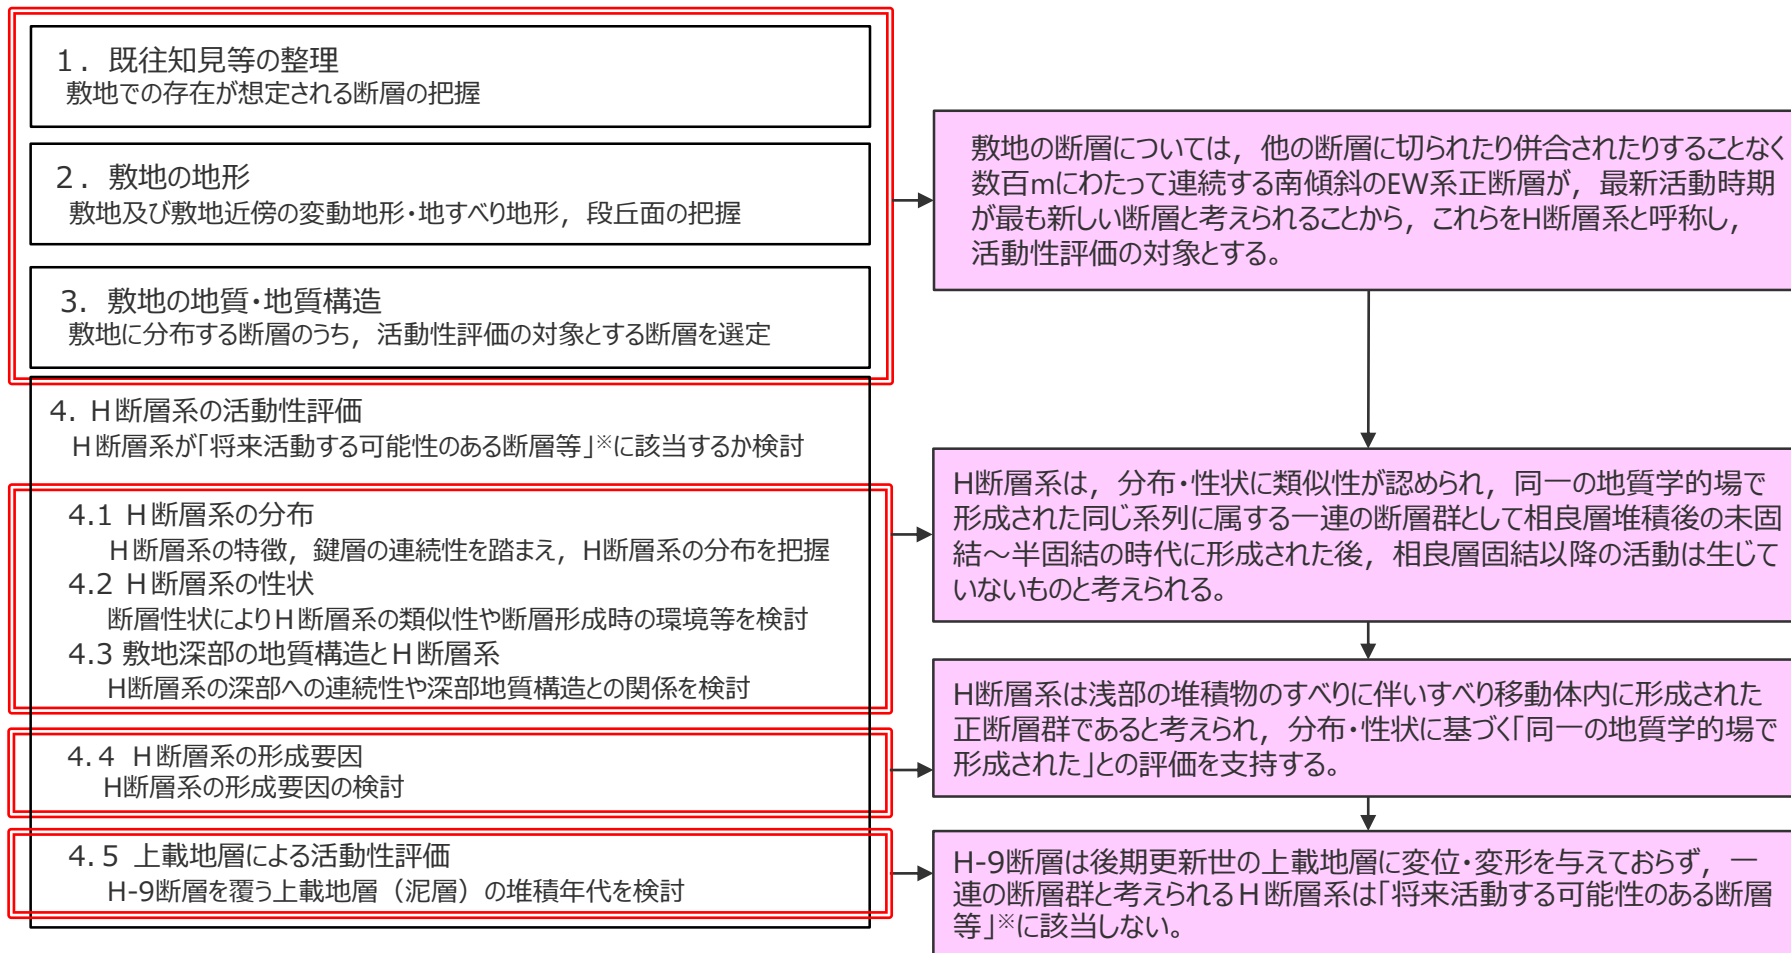 1．既往知見等の整理
敷地での存在が想定される断層の把握
2．敷地の地形
敷地及び敷地近傍の変動地形・地すべり地形，段丘面の把握
3．敷地の地質・地質構造
敷地に分布する断層のうち，活動性評価の対象とする断層を選定
4．H断層系の活動性評価
H断層系が「将来活動する可能性のある断層等」※に該当するか検討
4.1 H断層系の分布
H断層系の特徴，鍵層の連続性を踏まえ，H断層系の分布を把握
4.2 H断層系の性状
断層性状によりH断層系の類似性や断層形成時の環境等を検討
4.3 敷地深部の地質構造とH断層系
H断層系の深部への連続性や深部地質構造との関係を検討
4.4 H断層系の形成要因
H断層系の形成要因の検討
4.5 上載地層による活動性評価
H-9断層を覆う上載地層（泥層）の堆積年代を検討
敷地の断層については，他の断層に切られたり併合されたりすることなく
数百mにわたって連続する南傾斜のEW系正断層が，最新活動時期
が最も新しい断層と考えられることから，これらをH断層系と呼称し，
活動性評価の対象とする。
H断層系は，分布・性状に類似性が認められ，同一の地質学的場で
形成された同じ系列に属する一連の断層群として相良層堆積後の未固
結～半固結の時代に形成された後，相良層固結以降の活動は生じて
いないものと考えられる。
H断層系は浅部の堆積物のすべりに伴いすべり移動体内に形成された
正断層群であると考えられ，分布・性状に基づく「同一の地質学的場で
形成された」との評価を支持する。
H-9断層は後期更新世の上載地層に変位・変形を与えておらず，一
連の断層群と考えられるH断層系は「将来活動する可能性のある断層
等」※に該当しない。